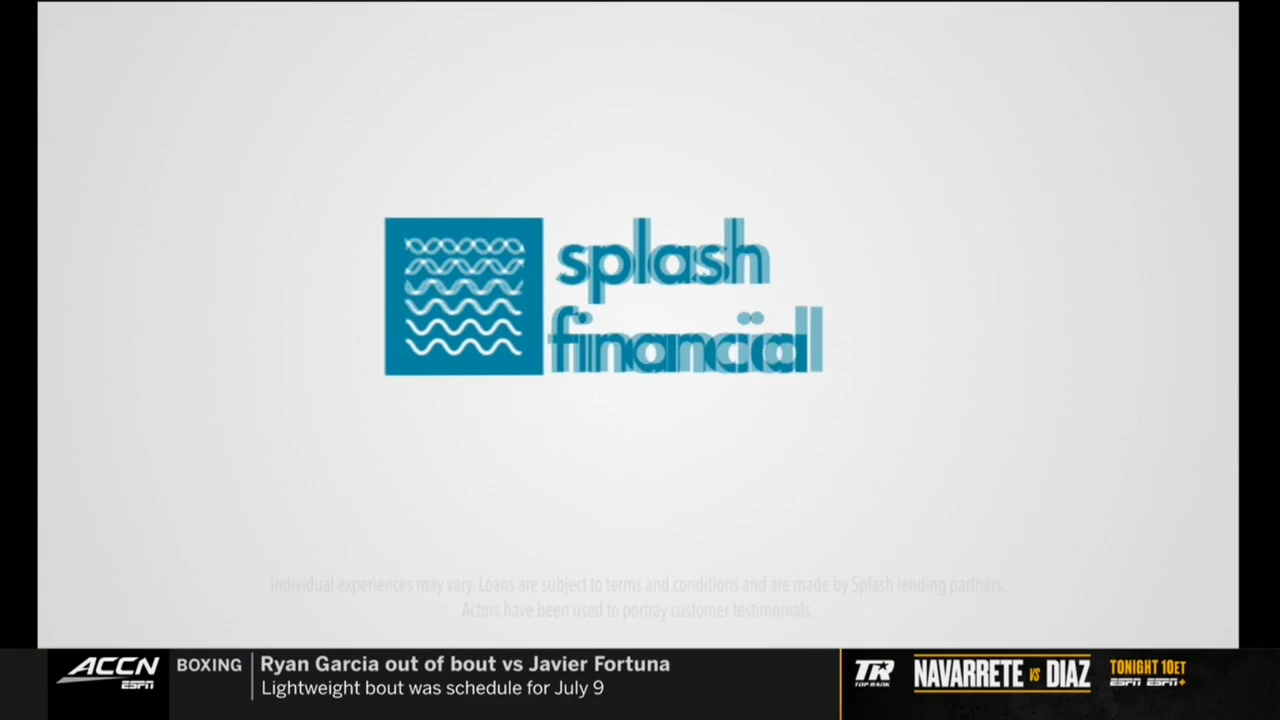 splash
financial
Individual experiences may vary. Loans are subject to terms and conditions and are made by Splash lending partners.
Actors have been used to portray customer testimonials.
ACCN
ESPN
BOXING
Ryan Garcia out of bout vs Javier Fortuna
Lightweight bout was schedule for July 9
TR
TOP RANK
NAVARRETE VS DIAZ
TONIGHT 10ET
ESPN ESPN+